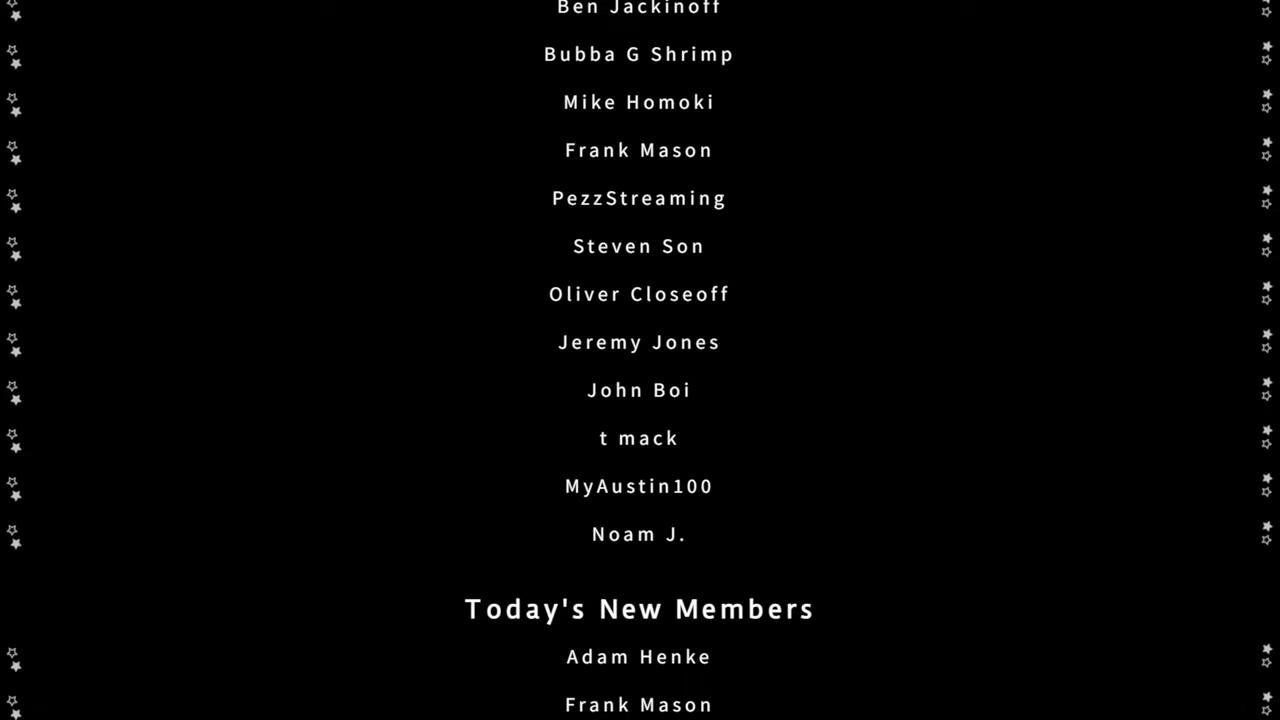 Ben Jackinoff
Bubba G Shrimp
Mike Homoki
Frank Mason
PezzStreaming
Steven Son
Oliver Closeoff
Jeremy Jones
John Boi
t mack
MyAustin100
Noam J.
Today's New Members
Adam Henke
Frank Mason